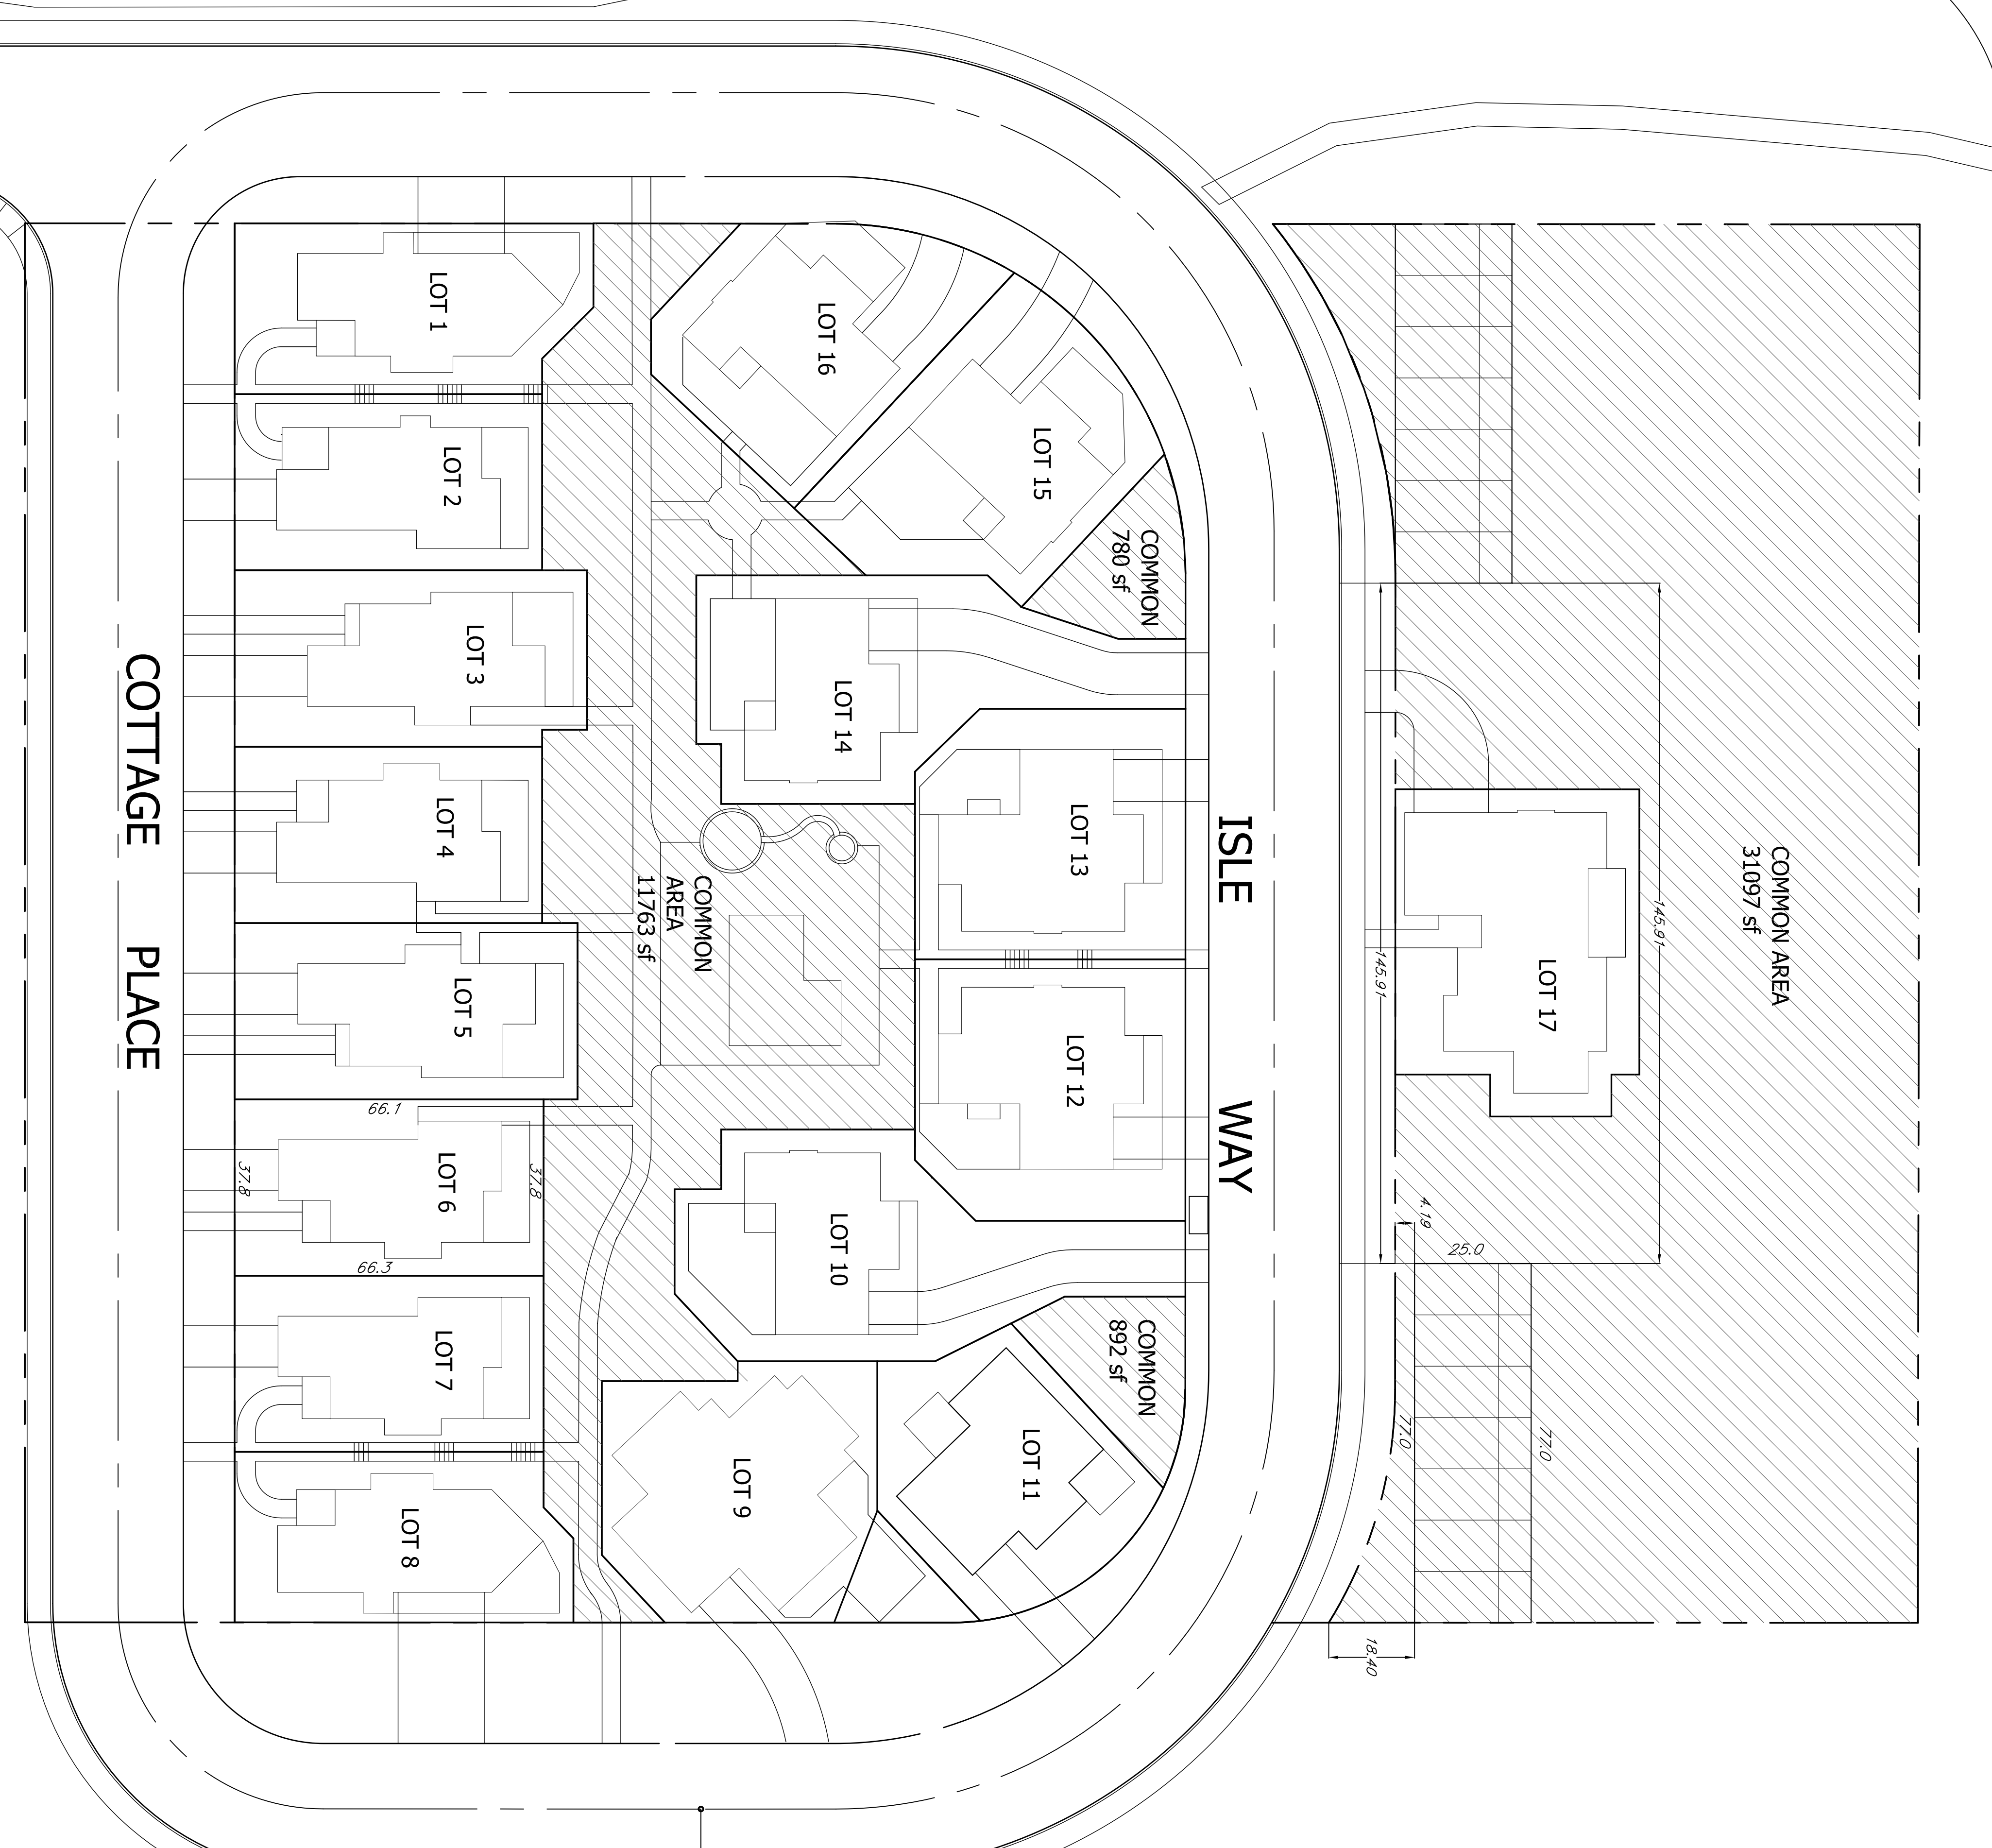 COTTAGE PLACE
ISLE WAY
LOT 1
LOT 2
LOT 3
LOT 4
LOT 5
LOT 6
LOT 7
LOT 8
LOT 9
LOT 10
LOT 11
LOT 12
LOT 13
LOT 14
LOT 15
LOT 16
LOT 17
COMMON
780 sf
COMMON
AREA
11763 sf
COMMON
892 sf
COMMON AREA
31097 sf
66.1
37.8
37.8
66.3
145.91
145.91
4.19
25.0
77.0
77.0
18.40